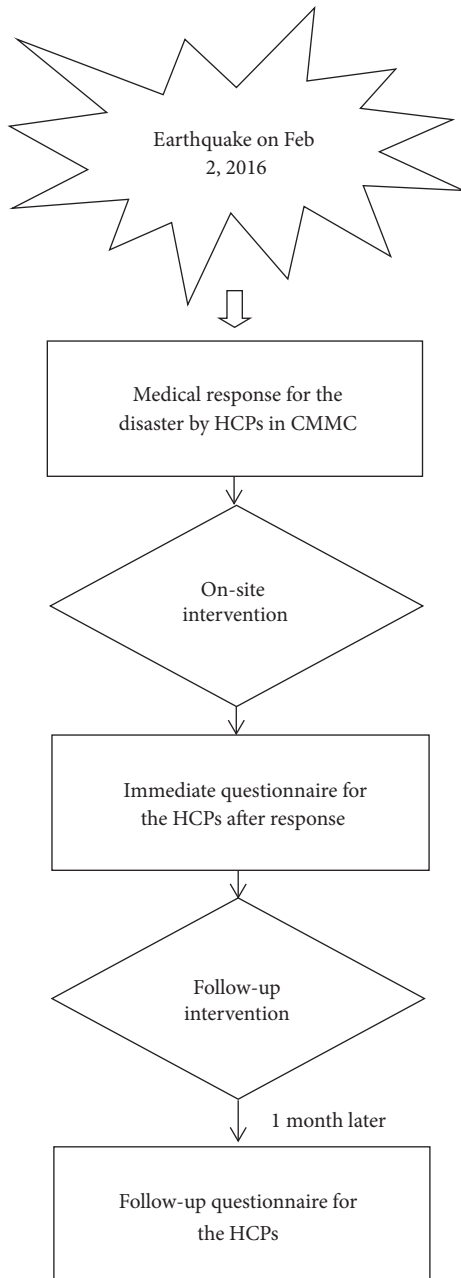 Earthquake on Feb
2, 2016
Medical response for the
disaster by HCPs in CMMC
On-site
intervention
Immediate questionnaire for
the HCPs after response
Follow-up
intervention
1 month later
Follow-up questionnaire for
the HCPs